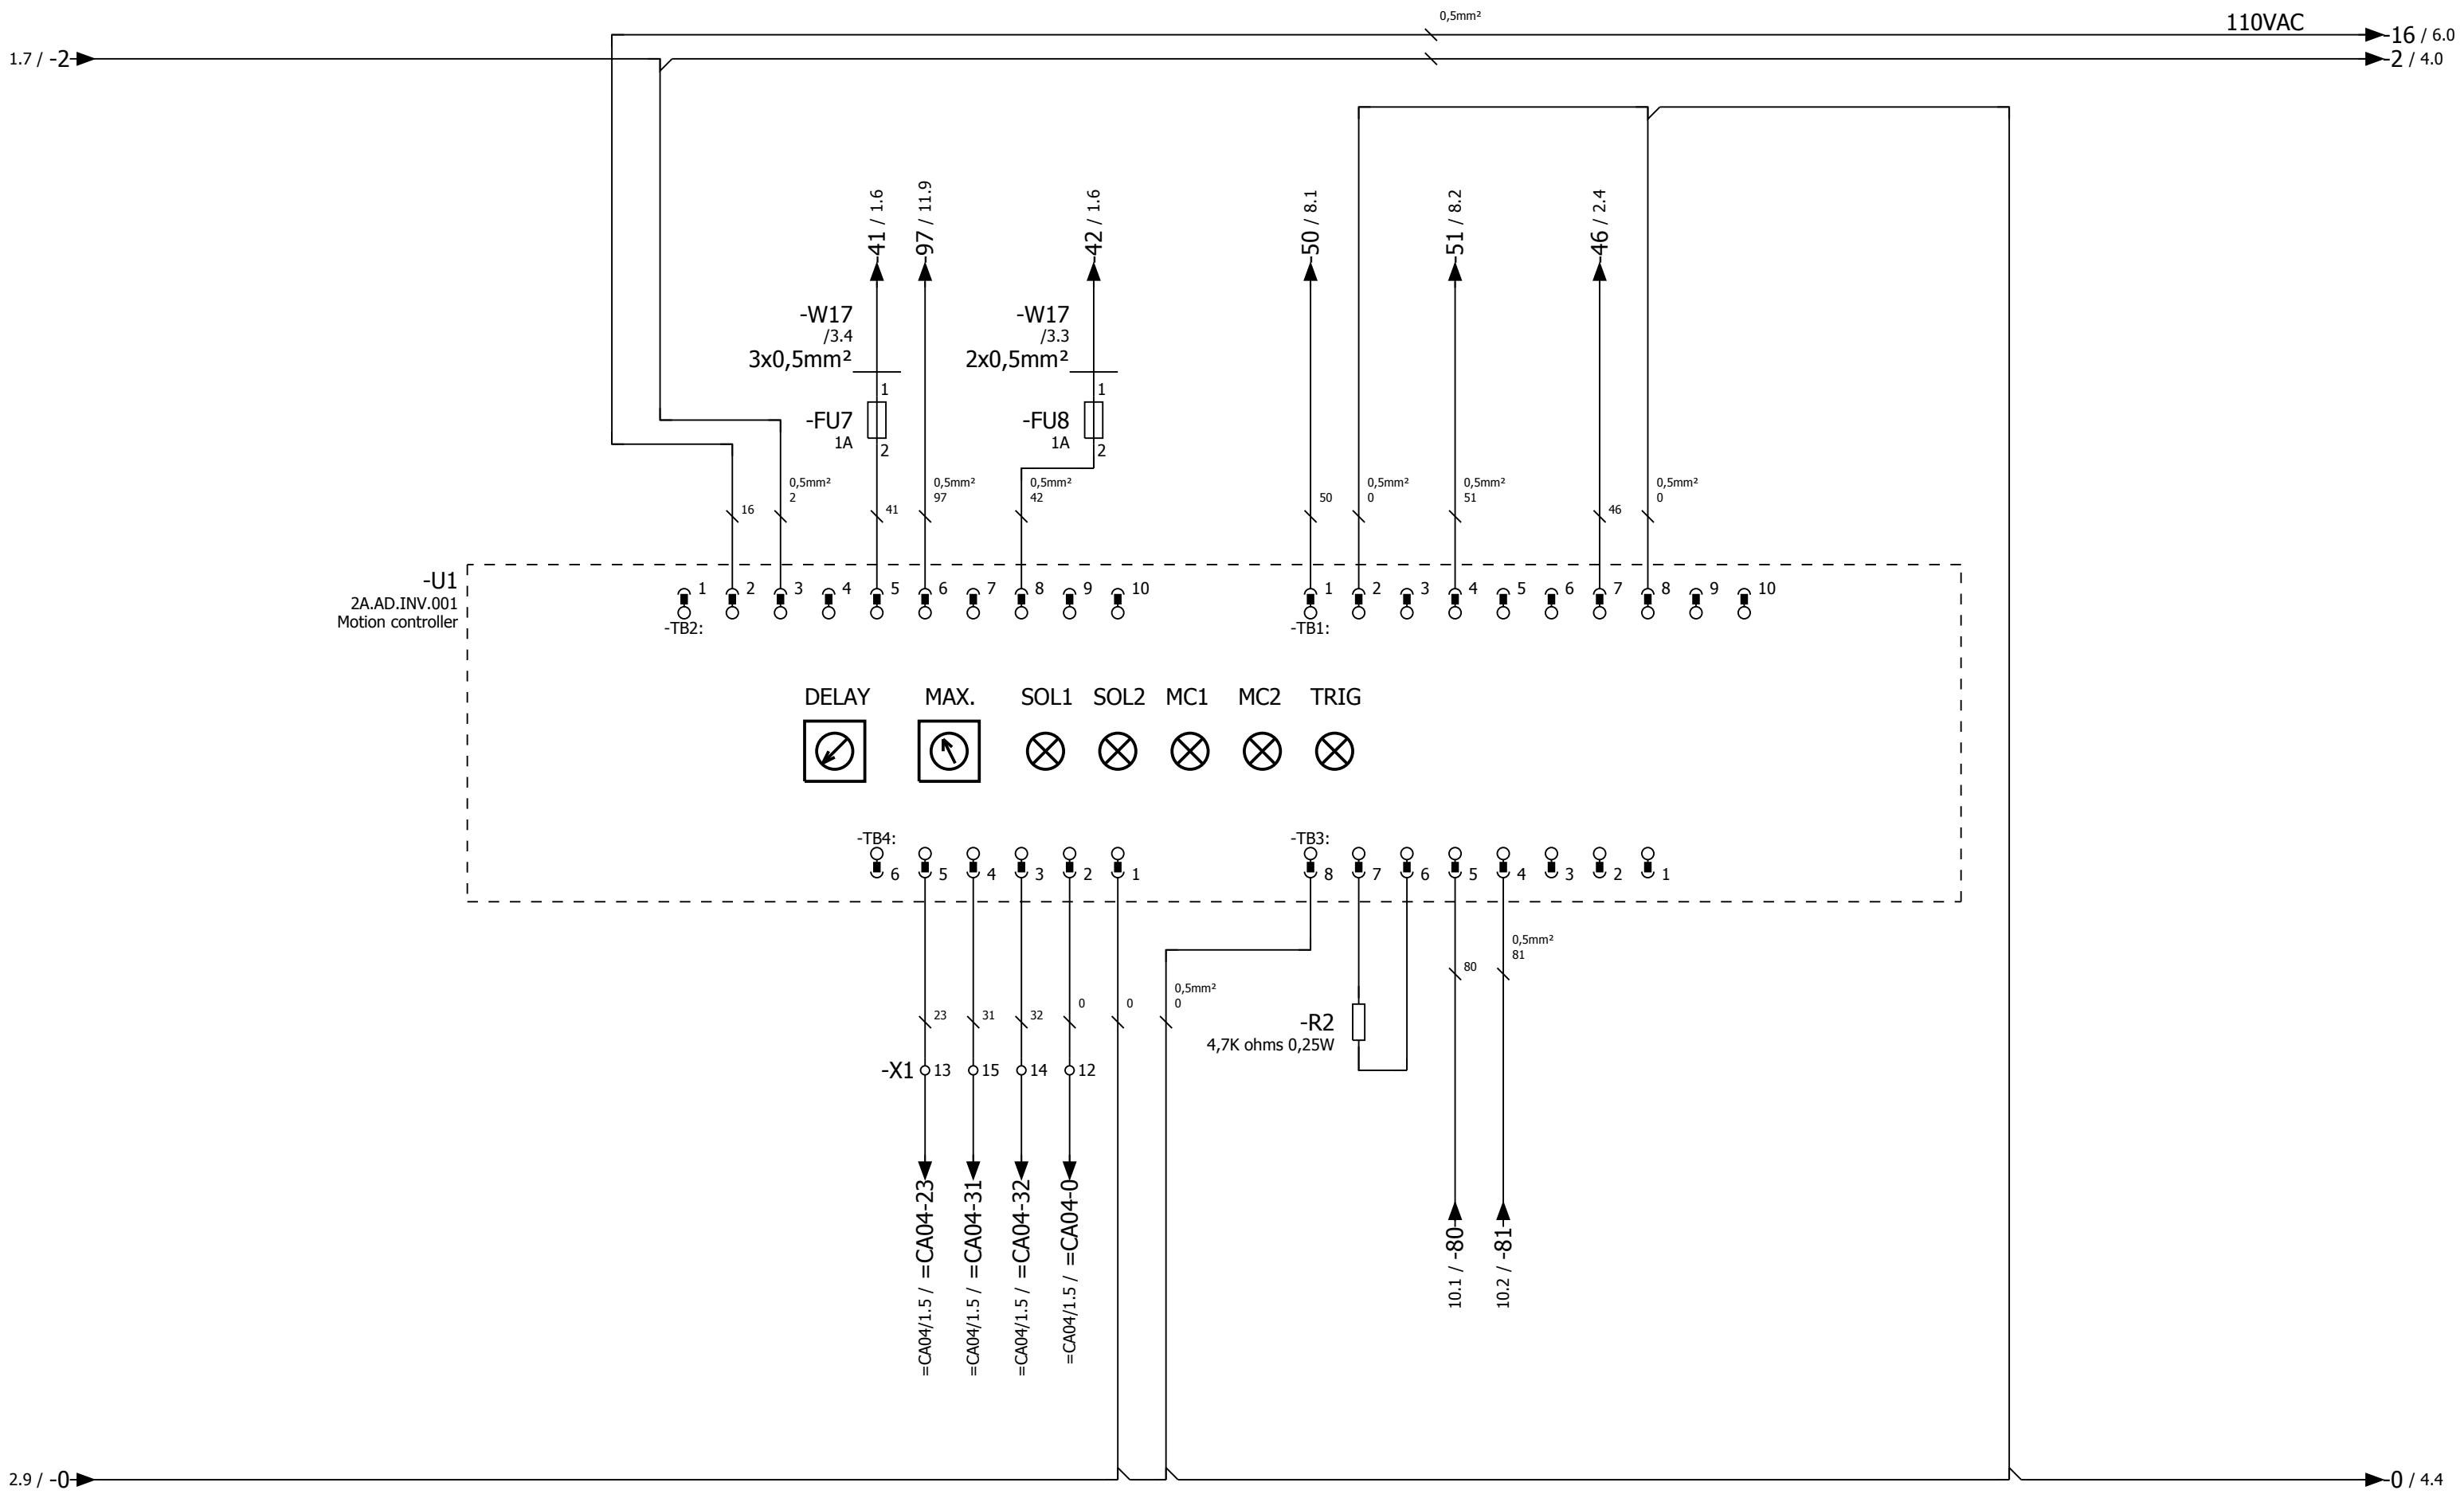 0,5mm²
110VAC
-16 / 6.0
1.7 / -2
-2 / 4.0
-41 / 1.6
-97 / 11.9
-42 / 1.6
-50 / 8.1
-51 / 8.2
-46 / 2.4
-W17
/3.4
3x0,5mm²
-W17
/3.3
2x0,5mm²
1
-FU7
1A
2
1
-FU8
1A
2
16
0,5mm²
2
41
0,5mm²
97
0,5mm²
42
50
0,5mm²
0
0,5mm²
51
46
0,5mm²
0
-U1
2A.AD.INV.001
Motion controller
1 2 3 4 5 6 7 8 9 10
-TB2:
1 2 3 4 5 6 7 8 9 10
-TB1:
DELAY MAX. SOL1 SOL2 MC1 MC2 TRIG
-TB4:
6 5 4 3 2 1
-TB3:
8 7 6 5 4 3 2 1
0,5mm²
81
80
23
31
32
0
0
0,5mm²
0
-R2
4,7K ohms 0,25W
-X1 13 15 14 12
=CA04/1.5 / =CA04-23
=CA04/1.5 / =CA04-31
=CA04/1.5 / =CA04-32
=CA04/1.5 / =CA04-0
10.1 / -80
10.2 / -81
2.9 / -0
-0 / 4.4